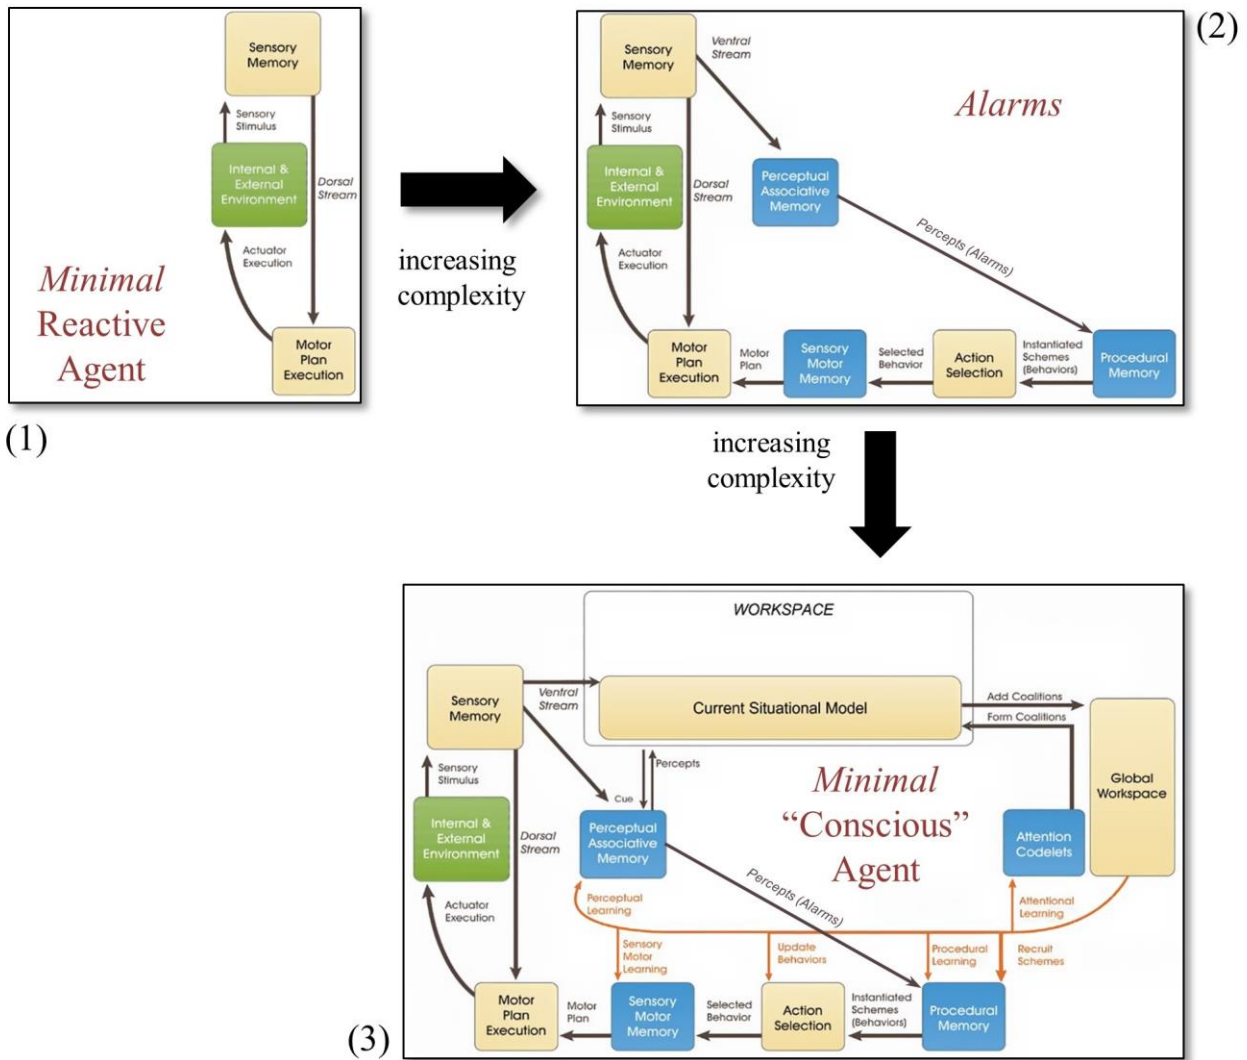 (1)
Sensory
Memory
Sensory
Stimulus
Internal &
External
Environment
Dorsal
Stream
Actuator
Execution
Minimal
Reactive
Agent
Motor
Plan
Execution
increasing
complexity
(2)
Sensory
Memory
Ventral
Stream
Alarms
Sensory
Stimulus
Internal &
External
Environment
Dorsal
Stream
Perceptual
Associative
Memory
Percepts (Alarms)
Actuator
Execution
Motor
Plan
Execution
Motor
Plan
Sensory
Motor
Memory
Selected
Behavior
Action
Selection
Instantiated
Schemes
(Behaviors)
Procedural
Memory
increasing
complexity
(3)
WORKSPACE
Sensory
Memory
Ventral
Stream
Current Situational Model
Add Coalitions
Form Coalitions
Global
Workspace
Sensory
Stimulus
Cue
Percepts
Minimal
“Conscious”
Agent
Internal &
External
Environment
Dorsal
Stream
Perceptual
Associative
Memory
Attention
Codelets
Percepts (Alarms)
Actuator
Execution
Perceptual
Learning
Attentional
Learning
Sensory
Motor
Learning
Update
Behaviors
Procedural
Learning
Recruit
Schemes
Motor
Plan
Execution
Motor
Plan
Sensory
Motor
Memory
Selected
Behavior
Action
Selection
Instantiated
Schemes
(Behaviors)
Procedural
Memory